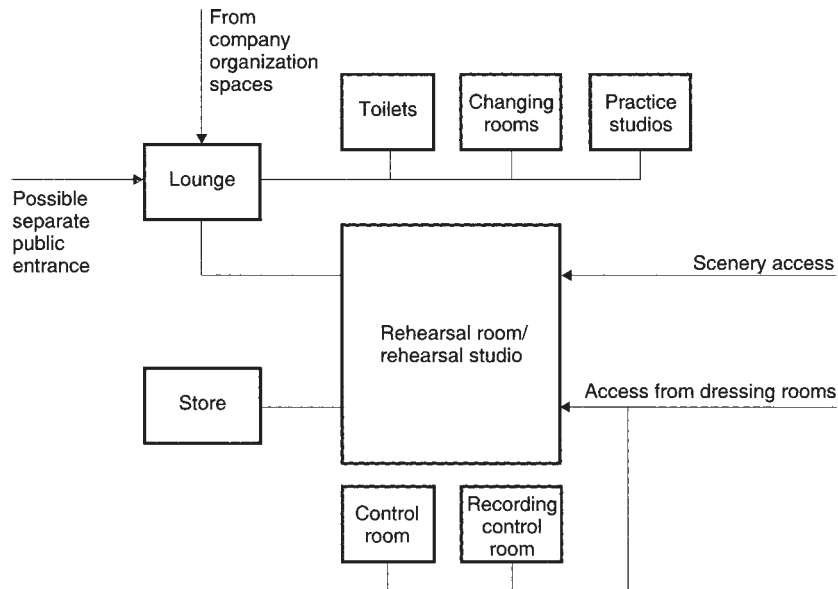 From
company
organization
spaces
Toilets
Changing
rooms
Practice
studios
Lounge
Possible
separate
public
entrance
Scenery access
Rehearsal room/
rehearsal studio
Access from dressing rooms
Store
Control
room
Recording
control
room